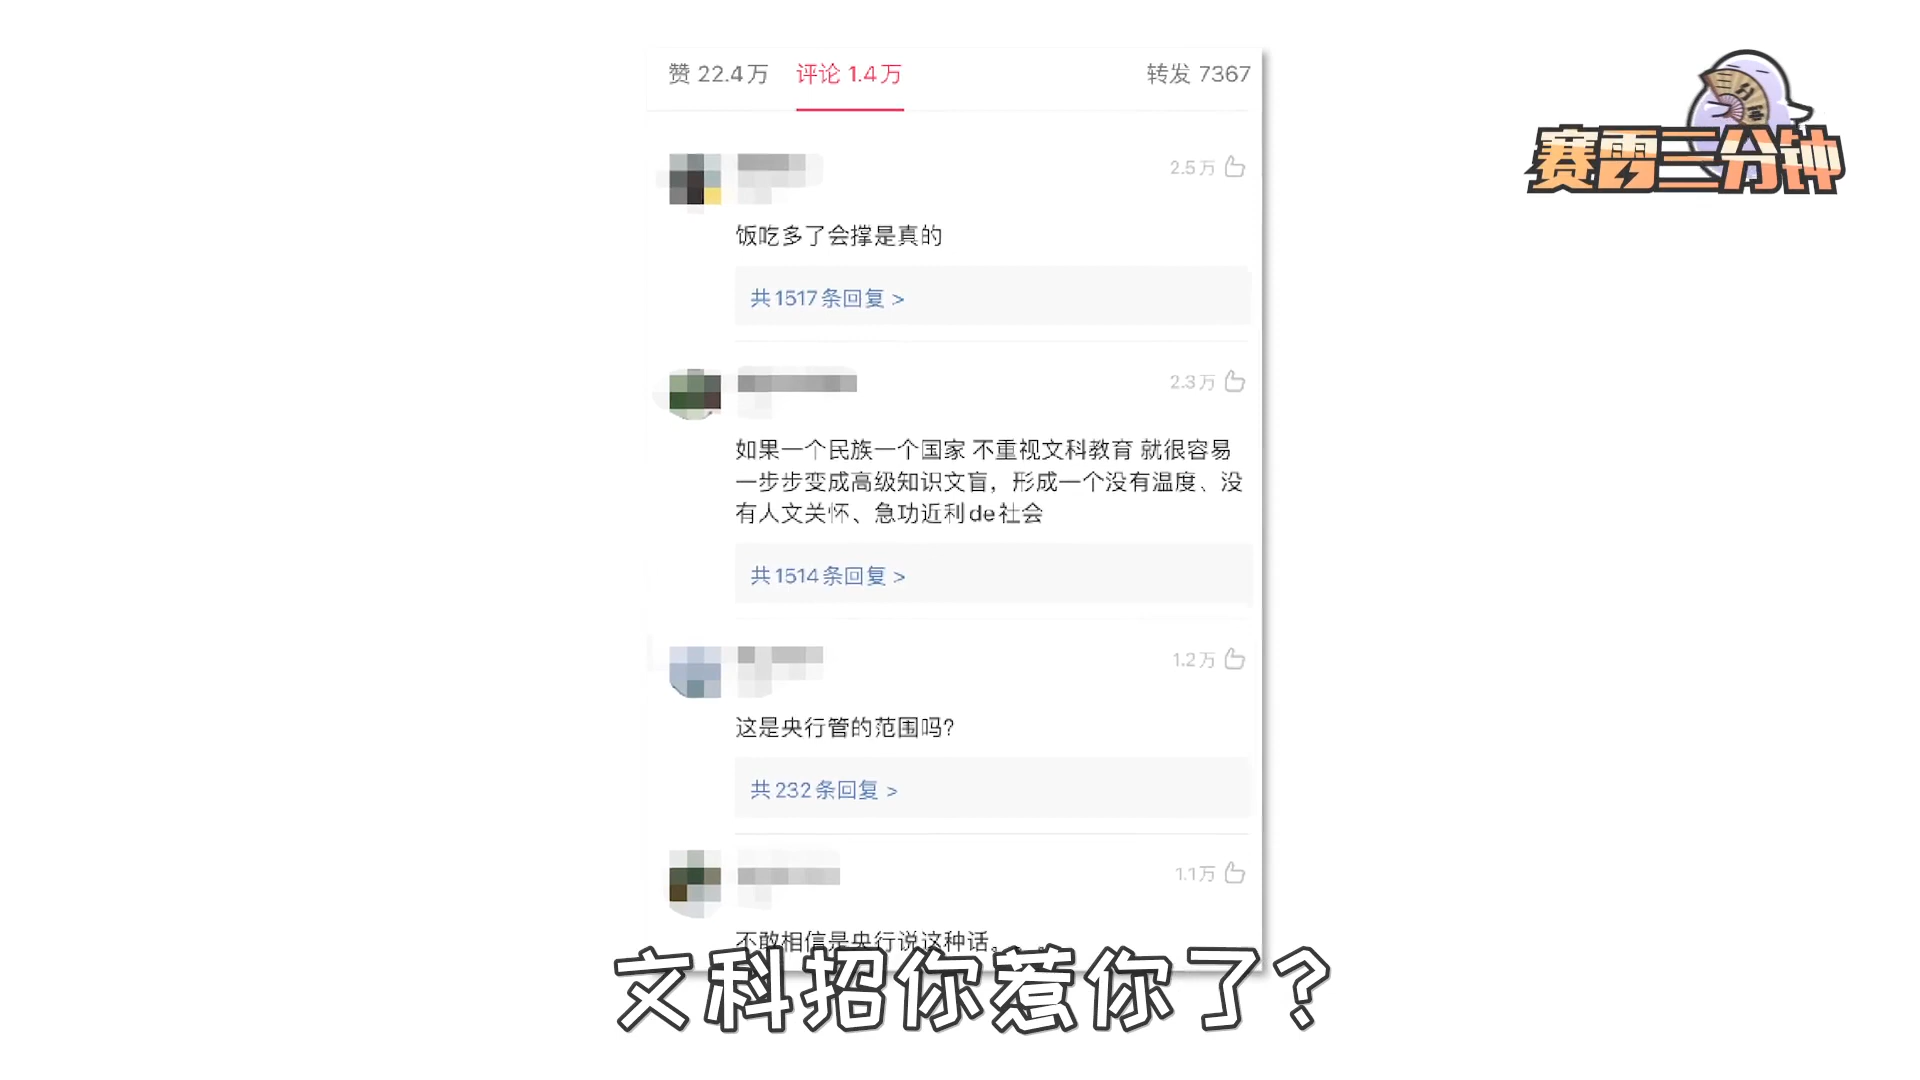 赞 22.4万 评论 1.4万 转发 7367
三分钟
赛雷三分钟
2.5万
饭吃多了会撑是真的
共1517条回复 >
2.3万
如果一个民族一个国家 不重视文科教育 就很容易
一步步变成高级知识文盲，形成一个没有温度、没
有人文关怀、急功近利de社会
共1514条回复 >
1.2万
这是央行管的范围吗?
共232条回复 >
1.1万
不敢相信是央行说这种话。。。
文科招你惹你了?